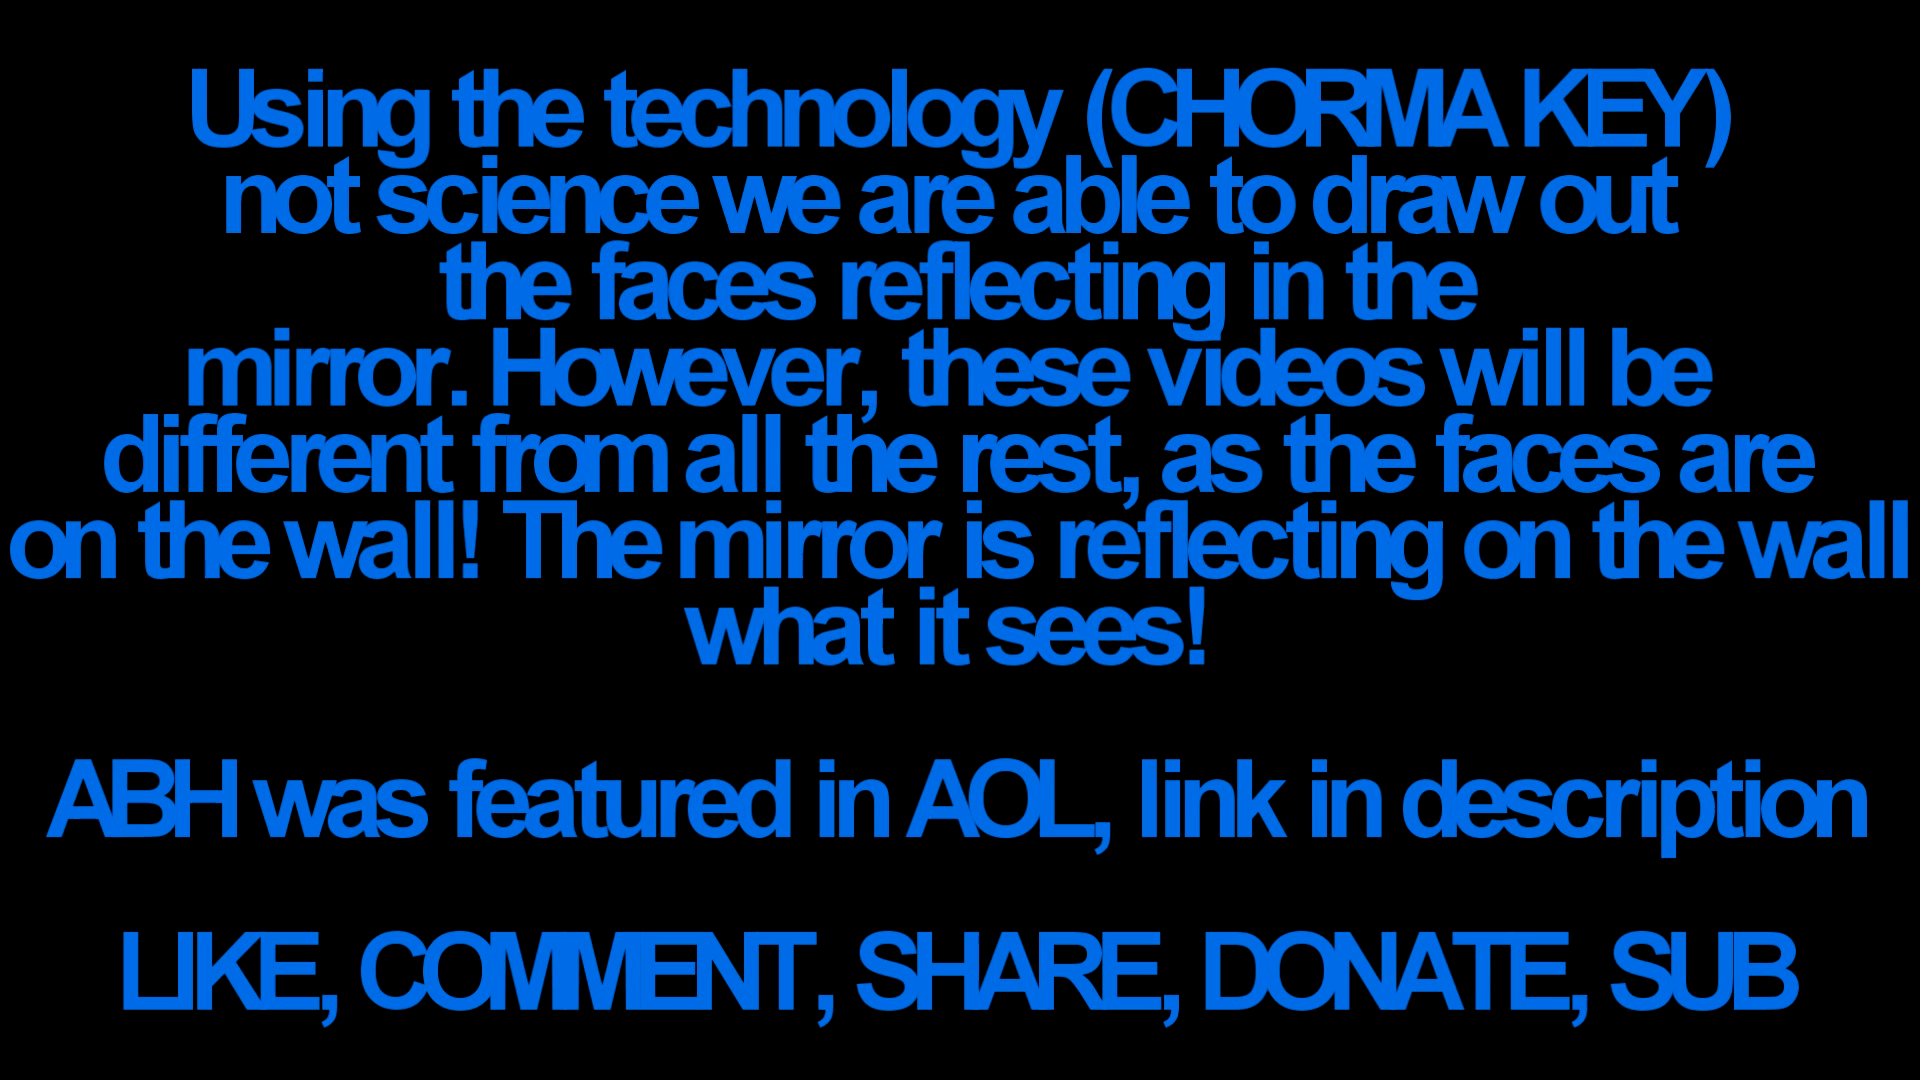 Using the technology (CHORMA KEY)
not science we are able to draw out
the faces reflecting in the
mirror. However, these videos will be
different from all the rest, as the faces are
on the wall! The mirror is reflecting on the wall
what it sees!
ABH was featured in AOL, link in description
LIKE, COMMENT, SHARE, DONATE, SUB